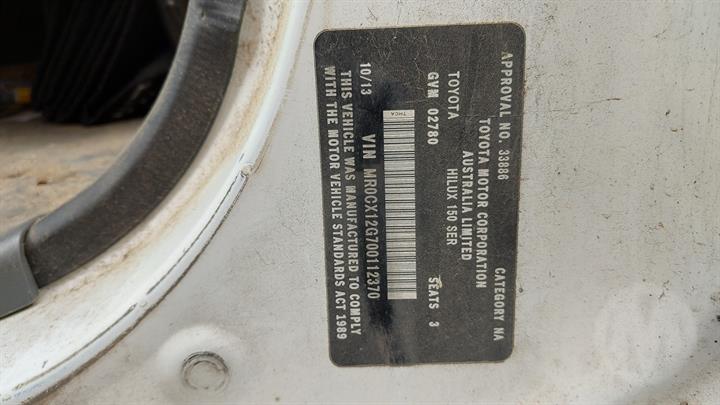 APPROVAL NO. 33886 CATEGORY NA
TOYOTA MOTOR CORPORATION
AUSTRALIA LIMITED
TOYOTA HILUX 150 SER
GVM 02780 SEATS 3
THCA
10/13 VIN MR0CX12G700112370
THIS VEHICLE WAS MANUFACTURED TO COMPLY
WITH THE MOTOR VEHICLE STANDARDS ACT 1989